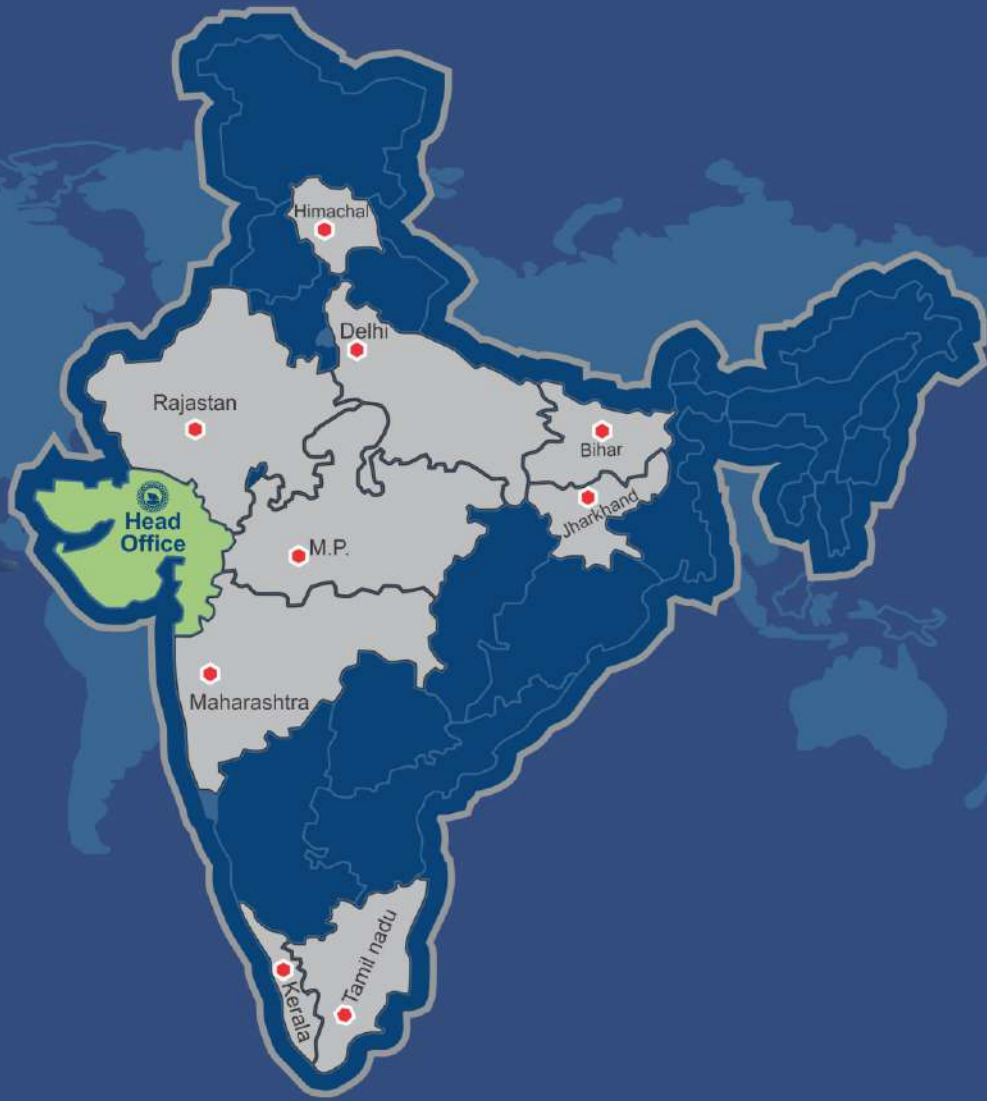 Himachal
Delhi
Rajastan
Bihar
Jharkhand
Head
Office
M.P.
Maharashtra
Kerala
Tamil nadu